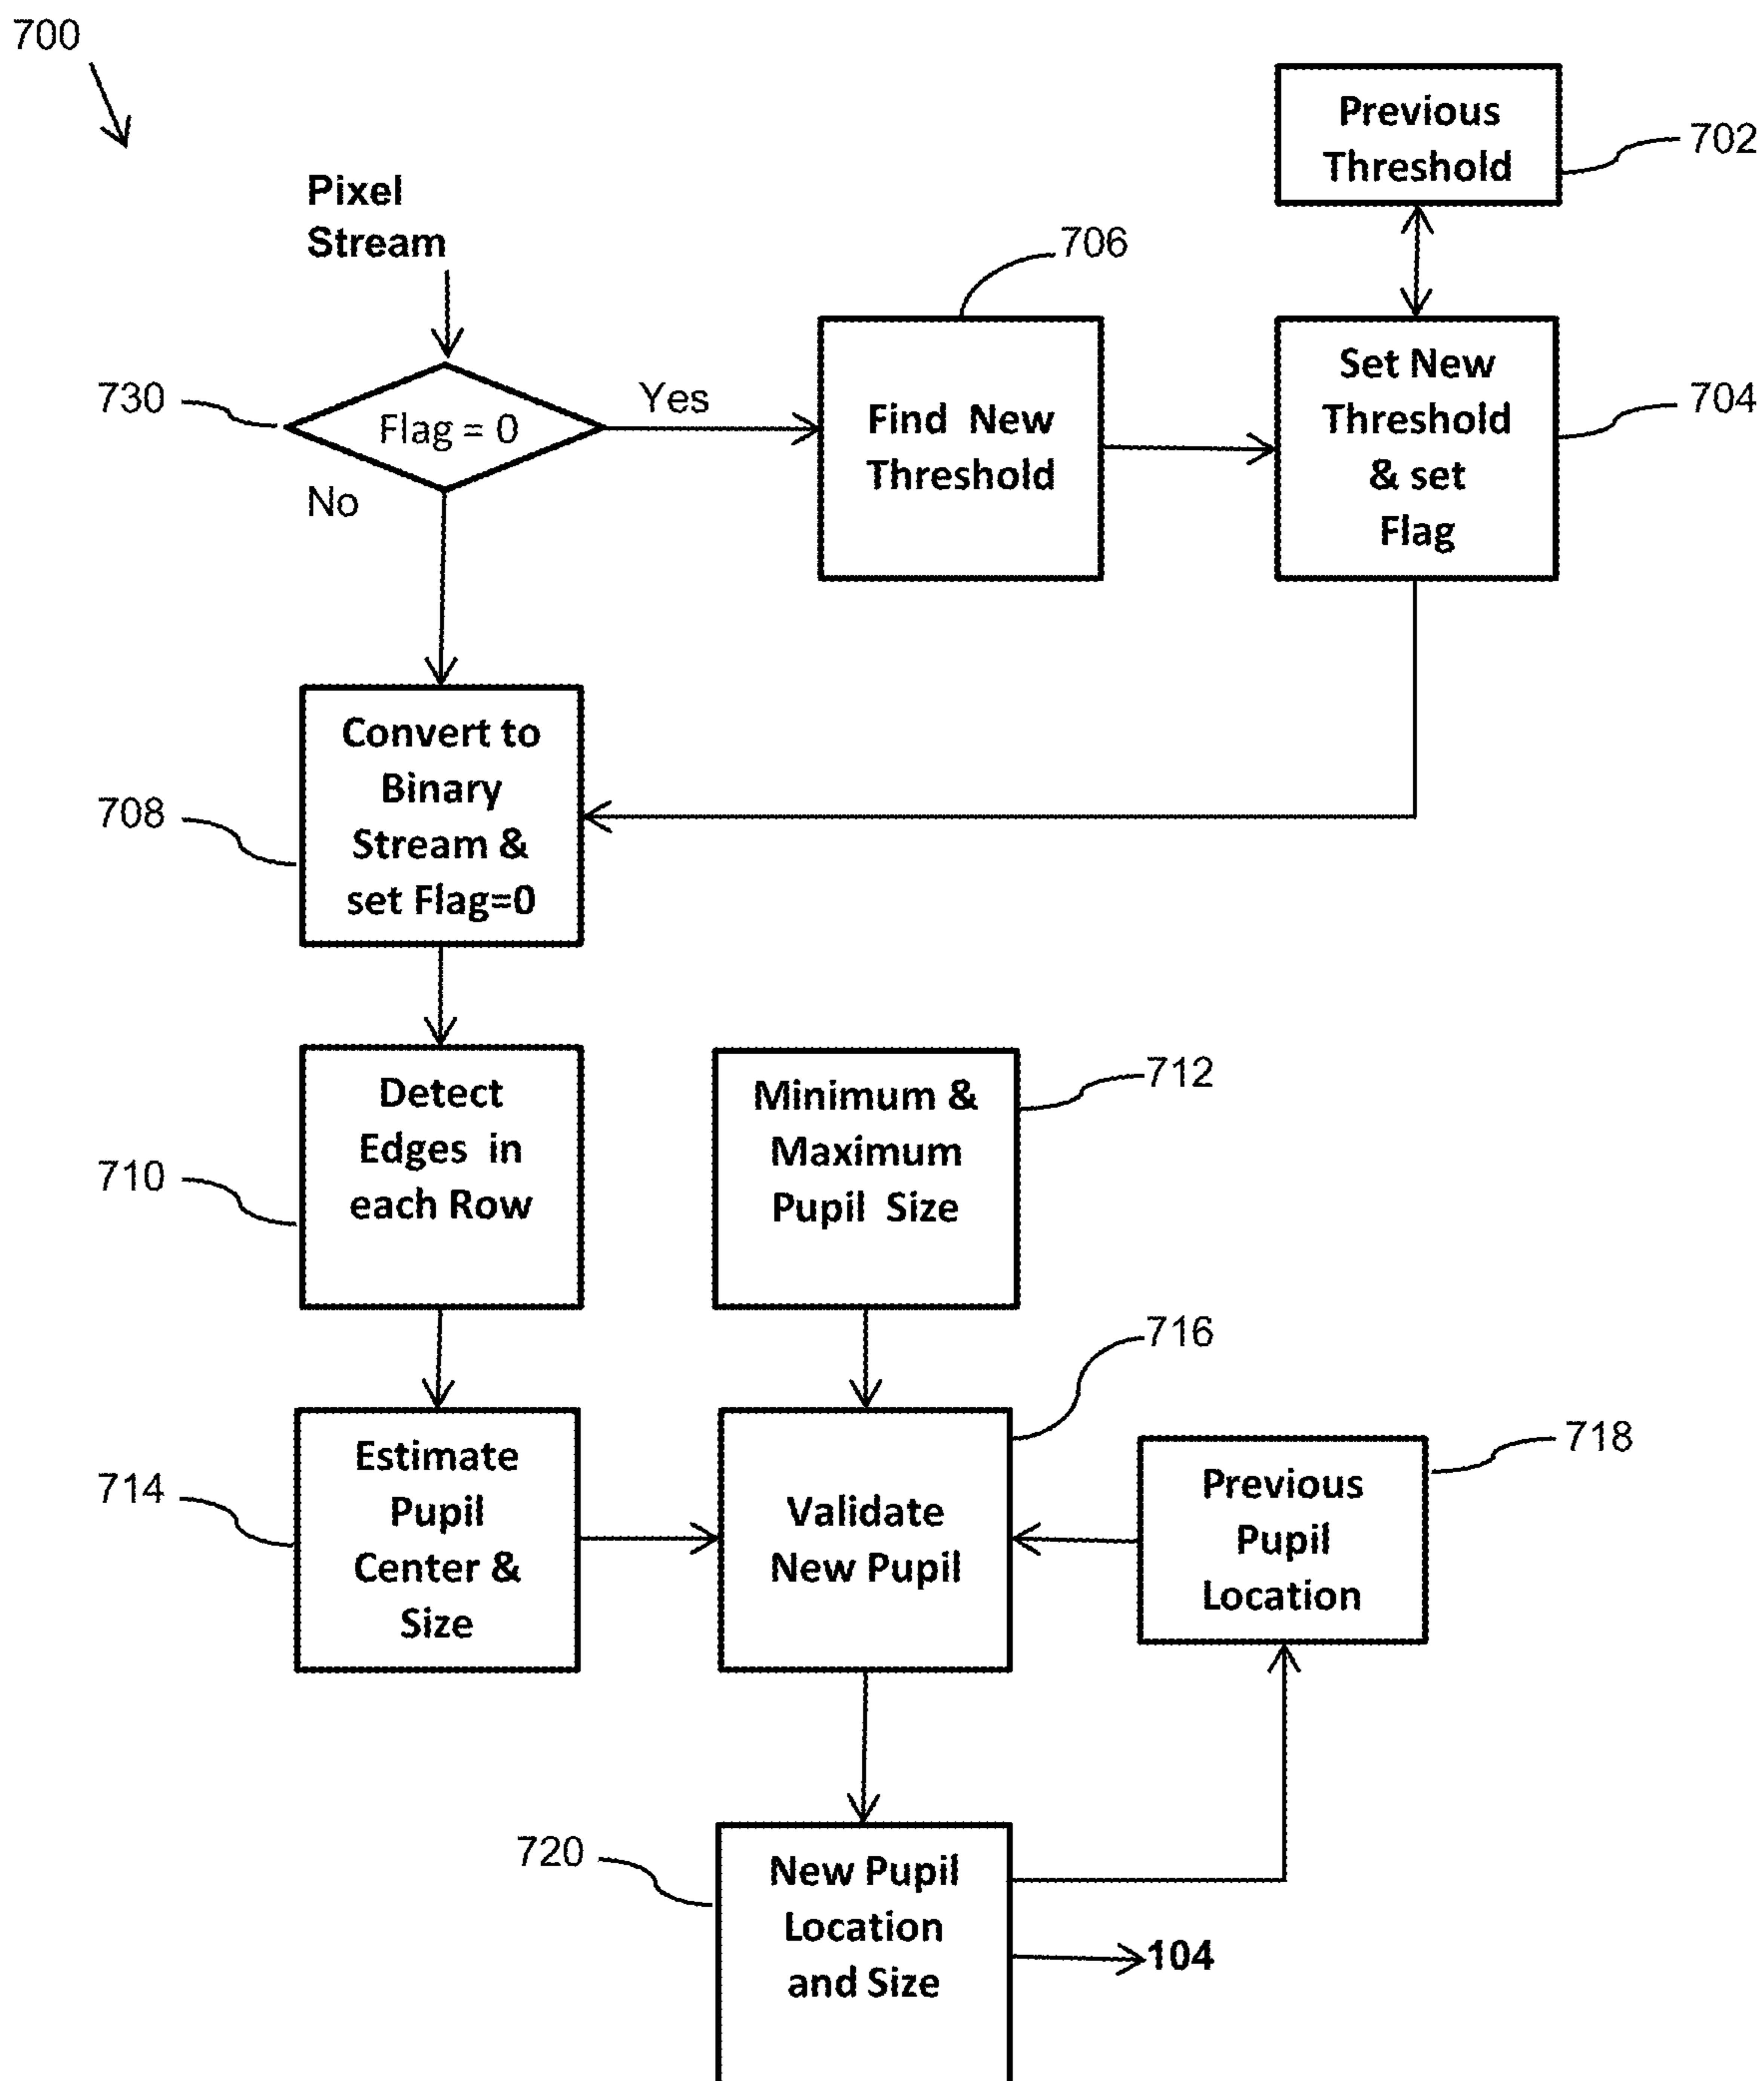 700
Previous
Threshold
702
Pixel
Stream
706
730
Flag = 0
Yes
No
Find New
Threshold
Set New
Threshold
& set
Flag
704
Convert to
Binary
Stream &
set Flag=0
708
Detect
Edges in
each Row
710
Minimum &
Maximum
Pupil Size
712
716
Estimate
Pupil
Center &
Size
714
Validate
New Pupil
Previous
Pupil
Location
718
720
New Pupil
Location
and Size
104